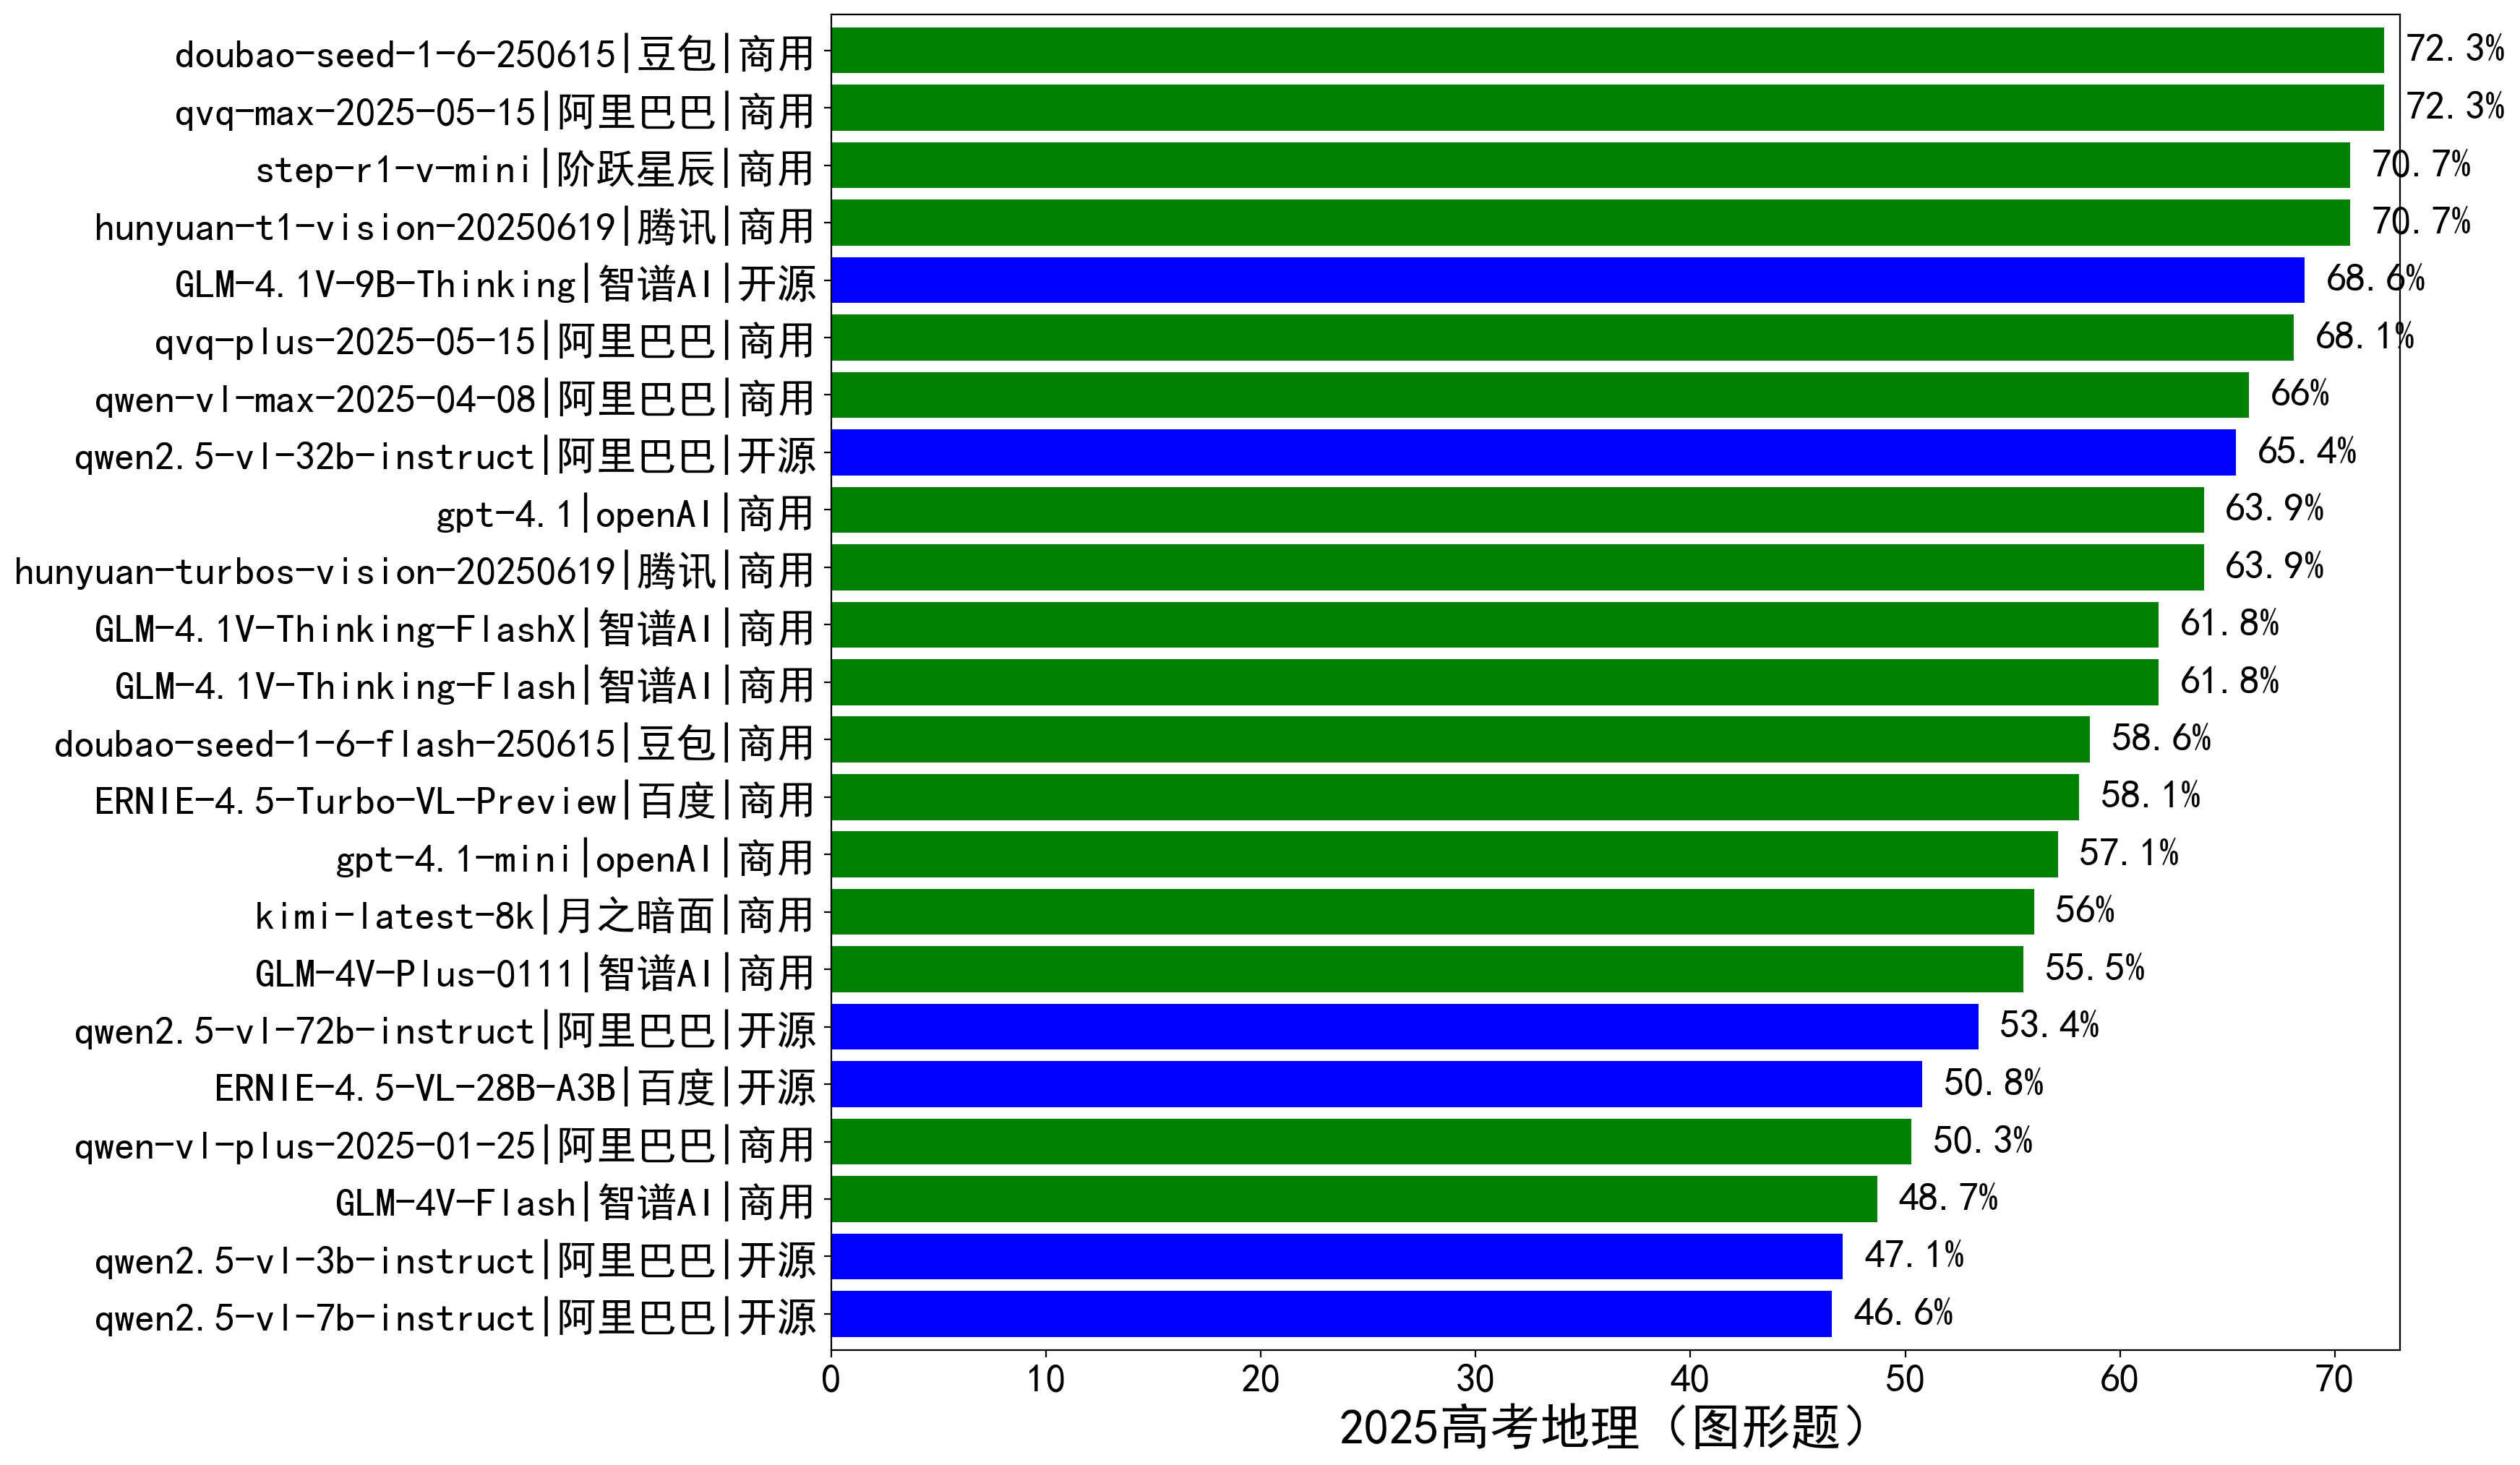 doubao-seed-1-6-250615|豆包|商用 72.3%
qvq-max-2025-05-15|阿里巴巴|商用 72.3%
step-r1-v-mini|阶跃星辰|商用 70.7%
hunyuan-t1-vision-20250619|腾讯|商用 70.7%
GLM-4.1V-9B-Thinking|智谱AI|开源 68.6%
qvq-plus-2025-05-15|阿里巴巴|商用 68.1%
qwen-vl-max-2025-04-08|阿里巴巴|商用 66%
qwen2.5-vl-32b-instruct|阿里巴巴|开源 65.4%
gpt-4.1|openAI|商用 63.9%
hunyuan-turbos-vision-20250619|腾讯|商用 63.9%
GLM-4.1V-Thinking-FlashX|智谱AI|商用 61.8%
GLM-4.1V-Thinking-Flash|智谱AI|商用 61.8%
doubao-seed-1-6-flash-250615|豆包|商用 58.6%
ERNIE-4.5-Turbo-VL-Preview|百度|商用 58.1%
gpt-4.1-mini|openAI|商用 57.1%
kimi-latest-8k|月之暗面|商用 56%
GLM-4V-Plus-0111|智谱AI|商用 55.5%
qwen2.5-vl-72b-instruct|阿里巴巴|开源 53.4%
ERNIE-4.5-VL-28B-A3B|百度|开源 50.8%
qwen-vl-plus-2025-01-25|阿里巴巴|商用 50.3%
GLM-4V-Flash|智谱AI|商用 48.7%
qwen2.5-vl-3b-instruct|阿里巴巴|开源 47.1%
qwen2.5-vl-7b-instruct|阿里巴巴|开源 46.6%
0 10 20 30 40 50 60 70
2025高考地理（图形题）